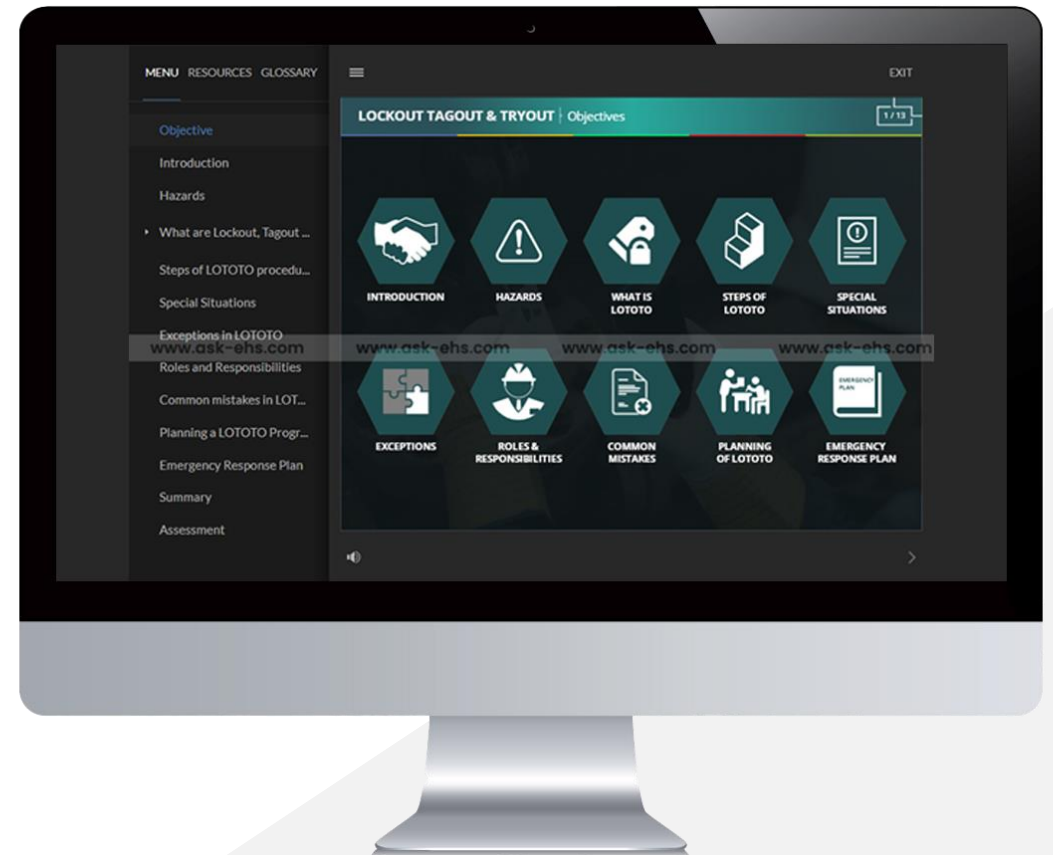 MENU RESOURCES GLOSSARY
EXIT
Objective
Introduction
Hazards
What are Lockout, Tagout ...
Steps of LOTOTO procedu...
Special Situations
Exceptions in LOTOTO
Roles and Responsibilities
Common mistakes in LOT...
Planning a LOTOTO Progr...
Emergency Response Plan
Summary
Assessment
LOCKOUT TAGOUT & TRYOUT Objectives
1 / 13
INTRODUCTION
HAZARDS
WHAT IS
LOTOTO
STEPS OF
LOTOTO
SPECIAL
SITUATIONS
www.ask-ehs.com www.ask-ehs.com www.ask-ehs.com www.ask-ehs.com
EMERGENCY
PLAN
EXCEPTIONS
ROLES &
RESPONSIBILITIES
COMMON
MISTAKES
PLANNING
OF LOTOTO
EMERGENCY
RESPONSE PLAN